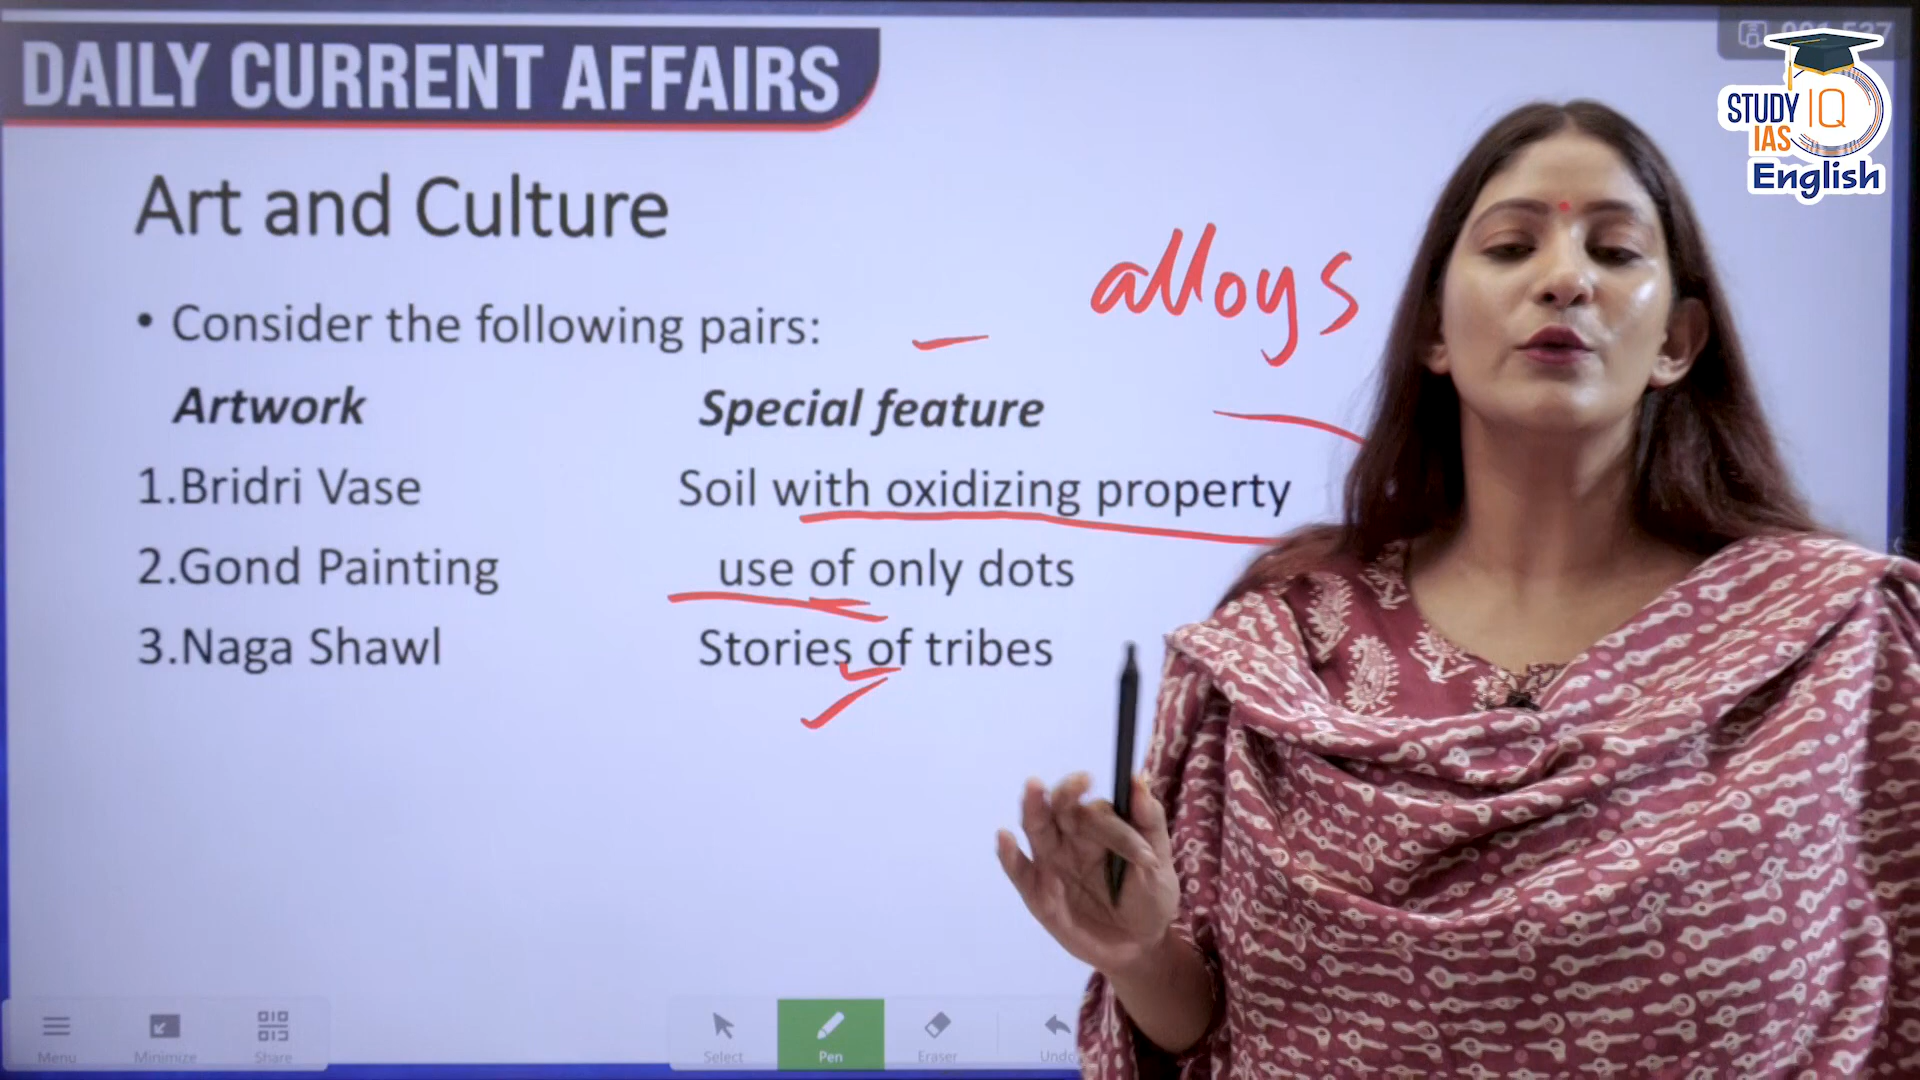 DAILY CURRENT AFFAIRS
STUDY IQ
IAS
English
Art and Culture
alloys
• Consider the following pairs:
Artwork Special feature
1.Bridri Vase Soil with oxidizing property
2.Gond Painting use of only dots
3.Naga Shawl Stories of tribes
Menu Minimize Share Select Pen Eraser Undo